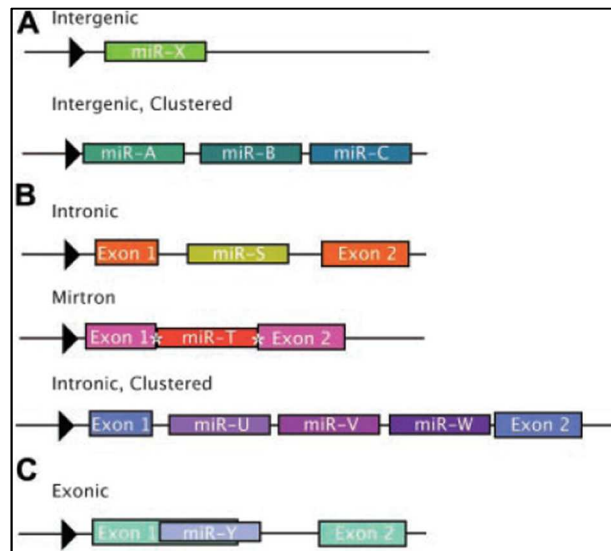 A
Intergenic
miR-X
Intergenic, Clustered
miR-A miR-B miR-C
B
Intronic
Exon 1 miR-S Exon 2
Mirtron
Exon 1 * miR-T * Exon 2
Intronic, Clustered
Exon 1 miR-U miR-V miR-W Exon 2
C
Exonic
Exon 1 miR-Y Exon 2